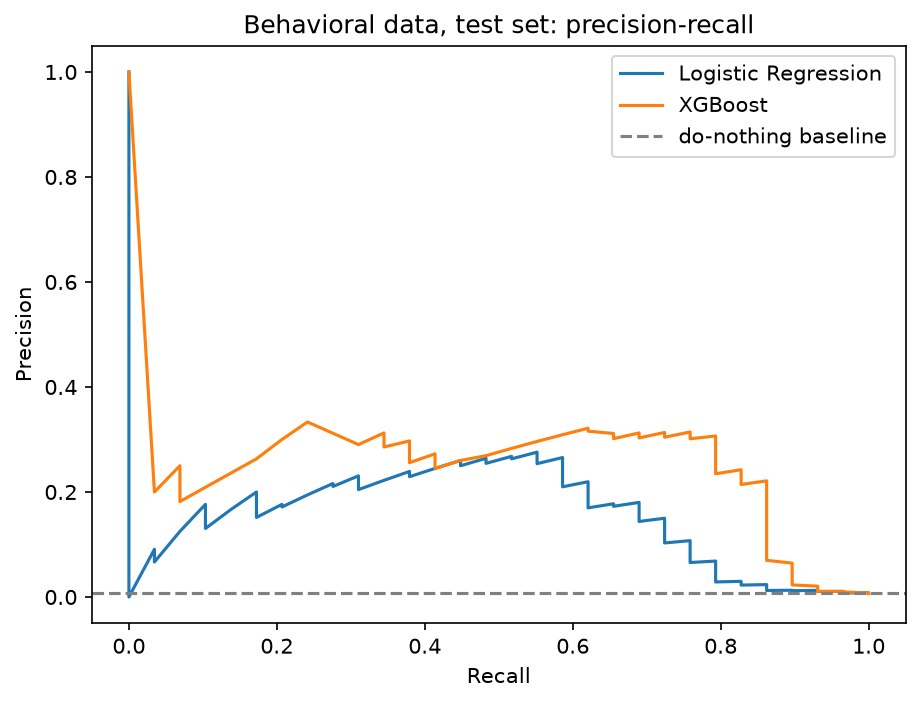 Behavioral data, test set: precision-recall
Logistic Regression
XGBoost
do-nothing baseline
1.0
0.8
0.6
0.4
0.2
0.0
Precision
0.0 0.2 0.4 0.6 0.8 1.0
Recall